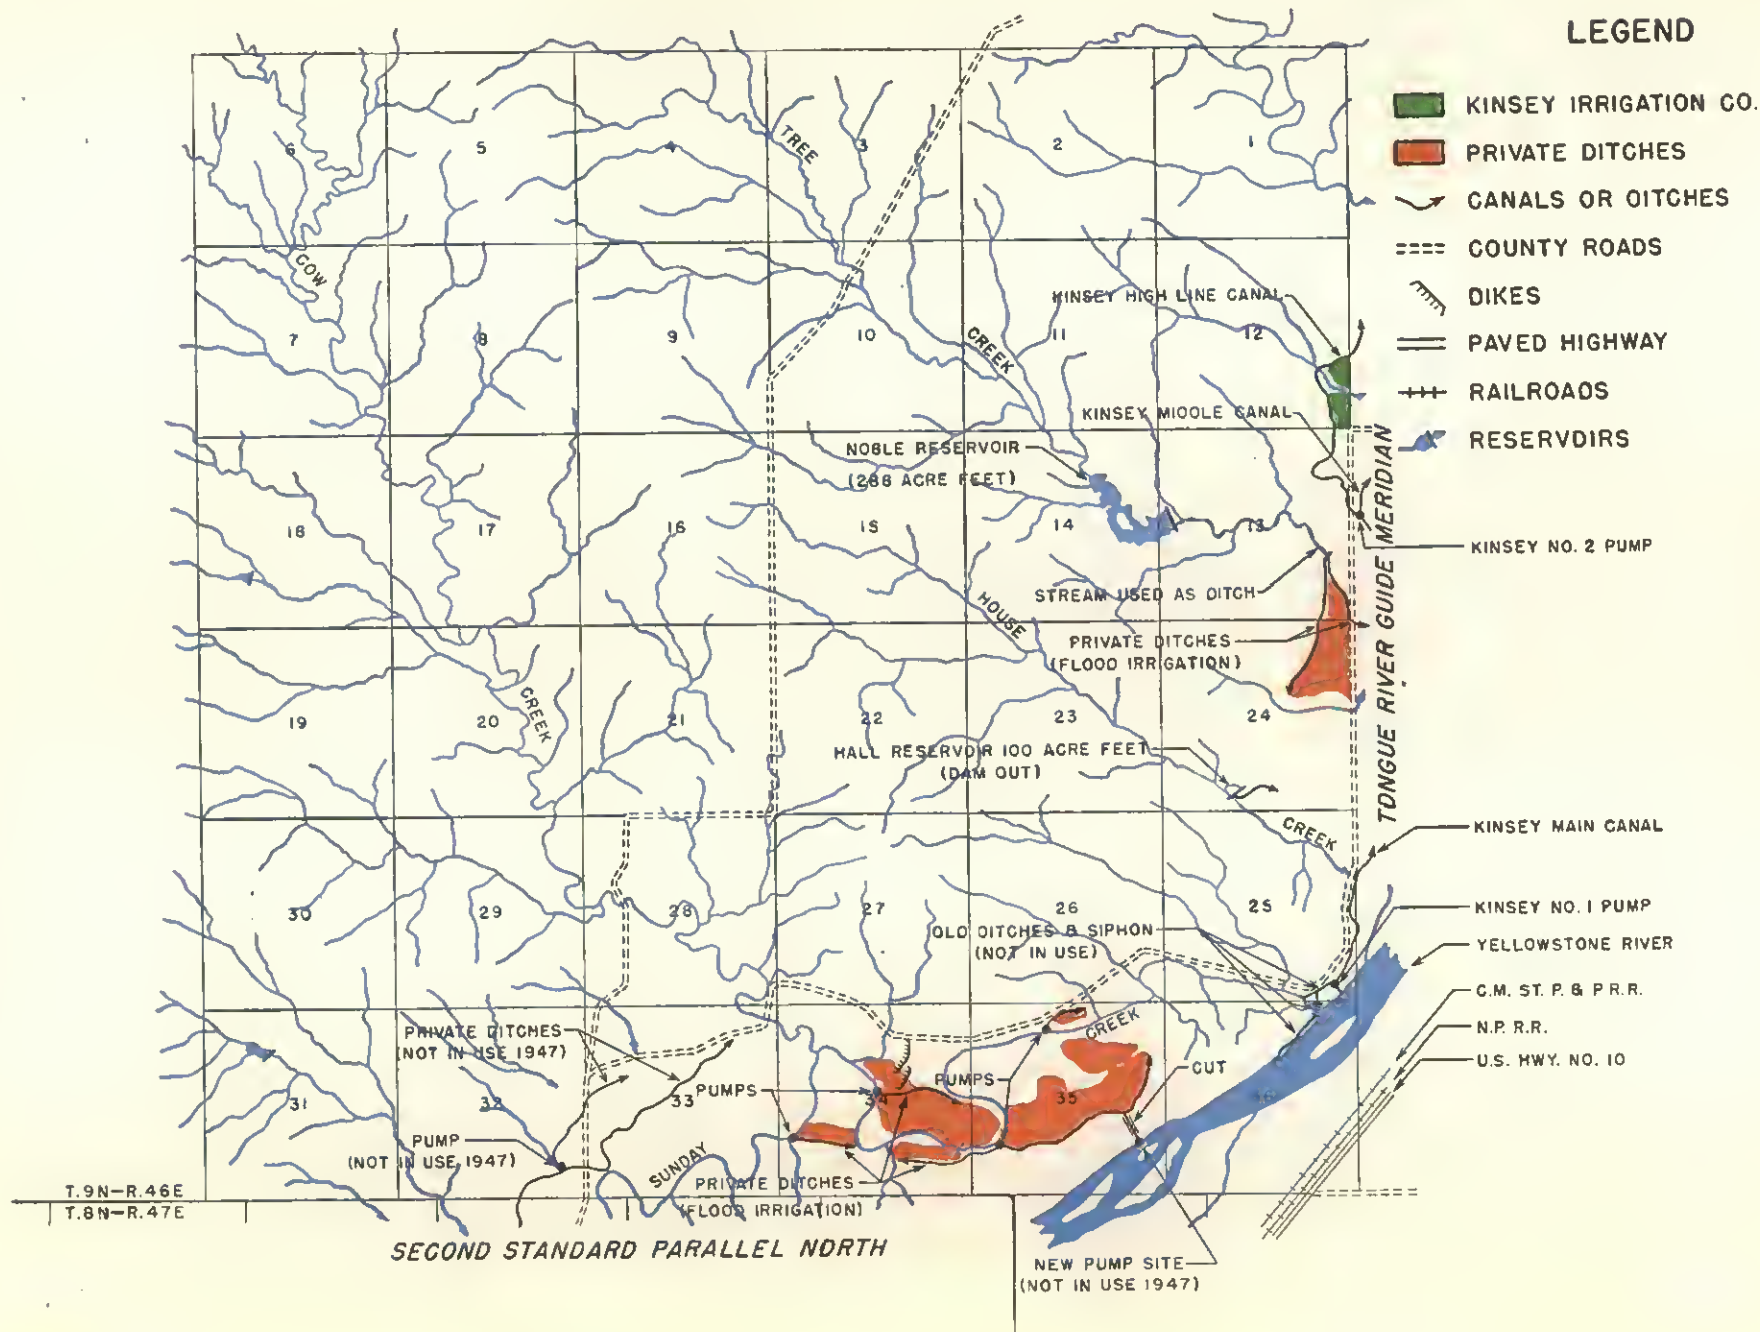 LEGEND
KINSEY IRRIGATION CO.
PRIVATE DITCHES
CANALS OR OITCHES
COUNTY ROADS
DIKES
PAVED HIGHWAY
RAILROADS
RESERVOIRS
6
5
4
TREE
3
2
1
COW
7
8
9
10
CREEK
11
12
KINSEY HIGH LINE CANAL
KINSEY MIDDLE CANAL
NOBLE RESERVOIR
(288 ACRE FEET)
18
17
16
15
14
13
KINSEY NO. 2 PUMP
TONGUE RIVER GUIDE MERIDIAN
STREAM USED AS DITCH
HOUSE
PRIVATE DITCHES
(FLOOD IRRIGATION)
19
20
CREEK
21
22
23
24
HALL RESERVOIR 100 ACRE FEET
(DAM OUT)
CREEK
KINSEY MAIN CANAL
30
29
28
27
26
25
KINSEY NO. 1 PUMP
OLD DITCHES & SIPHON
(NOT IN USE)
YELLOWSTONE RIVER
C.M. ST. P. & P R.R.
N.P. R.R.
U.S. HWY. NO. 10
PRIVATE DITCHES
(NOT IN USE 1947)
CREEK
CUT
31
32
33
PUMPS
34
PUMPS
35
36
PUMP
(NOT IN USE 1947)
SUNDAY
PRIVATE DITCHES
(FLOOD IRRIGATION)
T.9N-R.46E
T.8N-R.47E
SECOND STANDARD PARALLEL NORTH
NEW PUMP SITE
(NOT IN USE 1947)